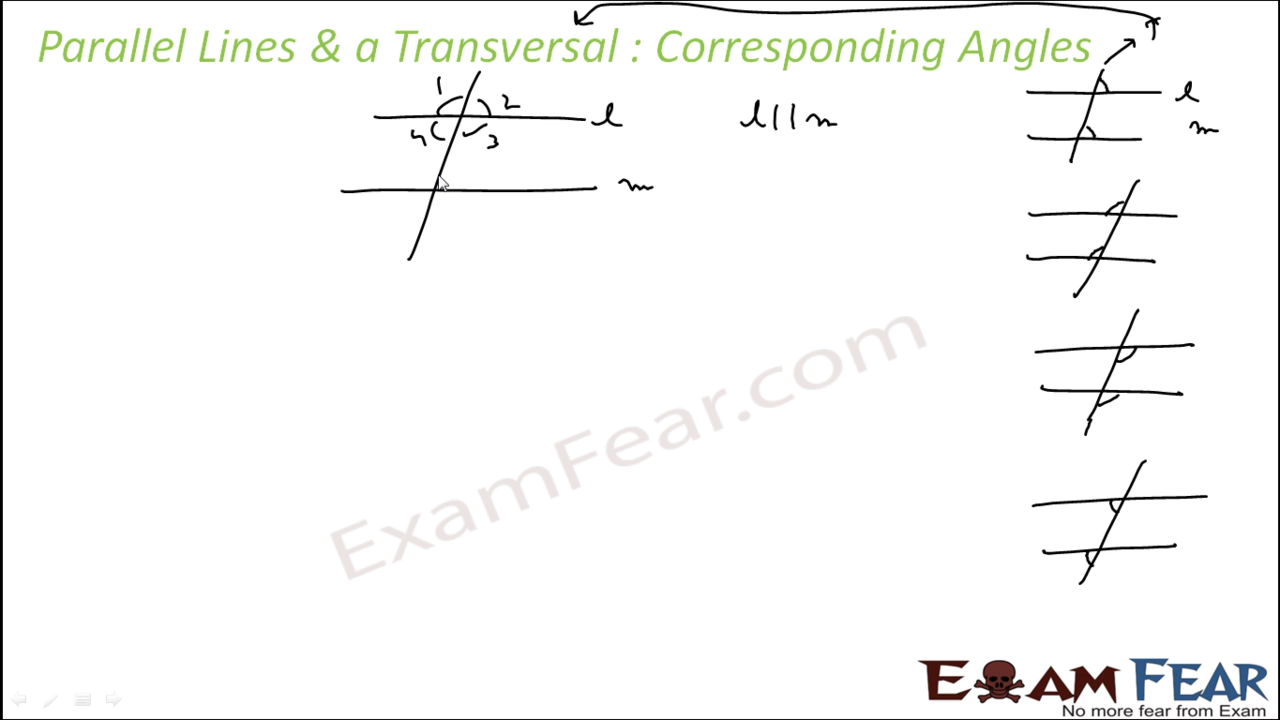 Parallel Lines & a Transversal : Corresponding Angles
1 2
4 3
l
m
l||m
l
m
ExamFear.com
EXAM FEAR
No more fear from Exam